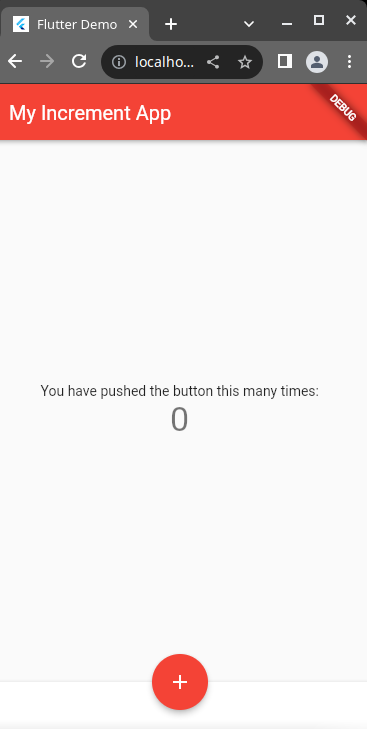 Flutter Demo
localho...
My Increment App
DEBUG
You have pushed the button this many times:
0